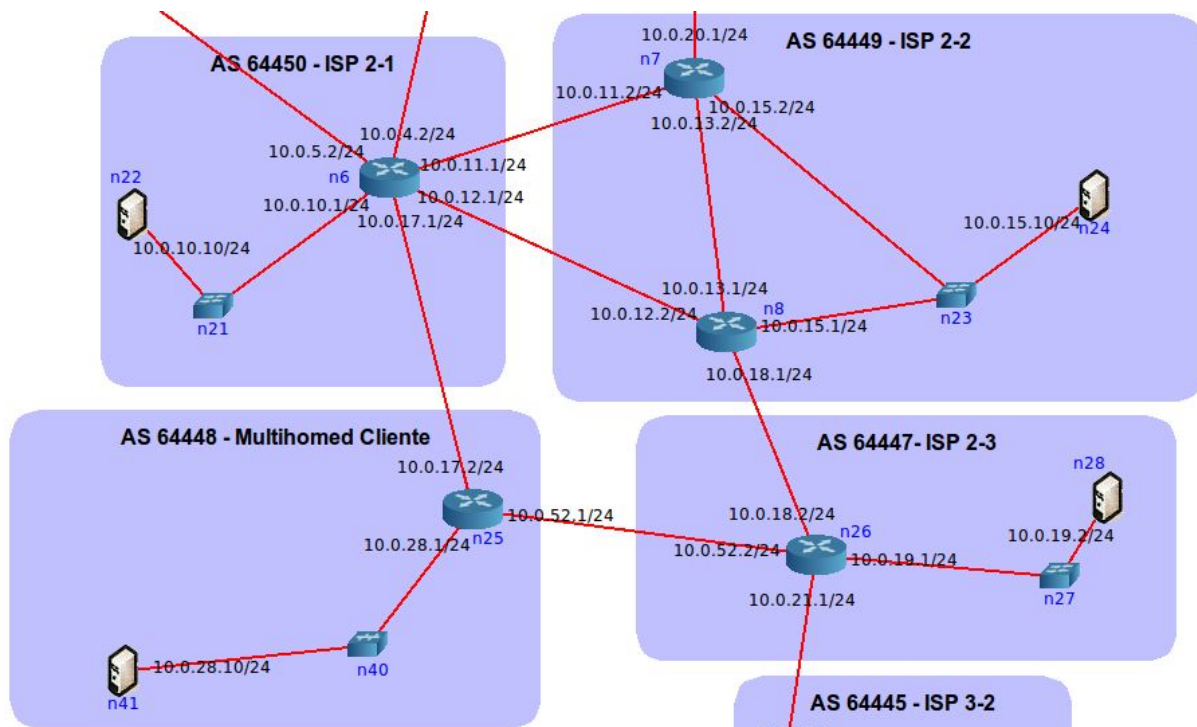 AS 64450 - ISP 2-1
10.0.4.2/24
10.0.5.2/24
n6
10.0.11.1/24
10.0.12.1/24
10.0.10.1/24
10.0.17.1/24
n22
10.0.10.10/24
n21
AS 64449 - ISP 2-2
10.0.20.1/24
n7
10.0.11.2/24
10.0.15.2/24
10.0.13.2/24
10.0.15.10/24
n24
10.0.13.1/24
n8
10.0.12.2/24
10.0.15.1/24
n23
10.0.18.1/24
AS 64448 - Multihomed Cliente
10.0.17.2/24
10.0.52.1/24
n25
10.0.28.1/24
n40
10.0.28.10/24
n41
AS 64447- ISP 2-3
n28
10.0.18.2/24
n26
10.0.19.2/24
10.0.52.2/24
10.0.19.1/24
n27
10.0.21.1/24
AS 64445 - ISP 3-2